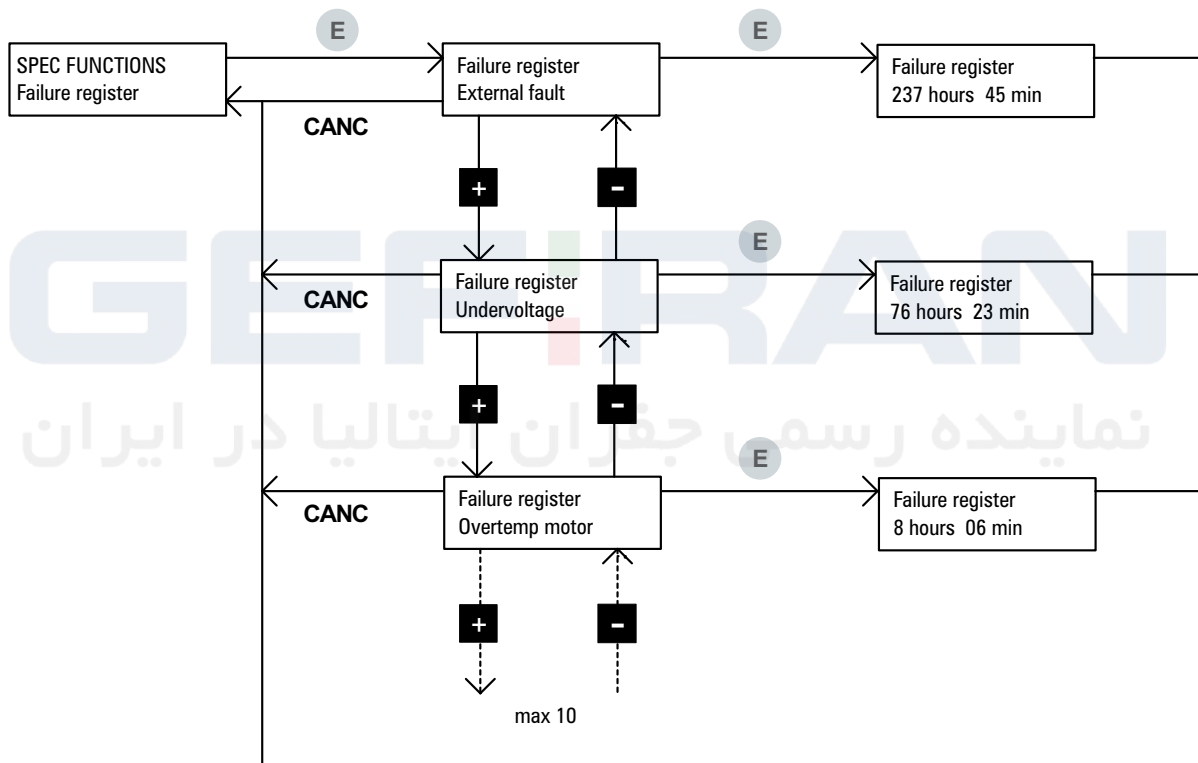 E
E
SPEC FUNCTIONS
Failure register
Failure register
External fault
Failure register
237 hours 45 min
CANC
+
-
GEFRAN
E
Failure register
Undervoltage
Failure register
76 hours 23 min
CANC
+
-
نماینده رسمی جفران ایتالیا در ایران
E
Failure register
Overtemp motor
Failure register
8 hours 06 min
CANC
+
-
max 10